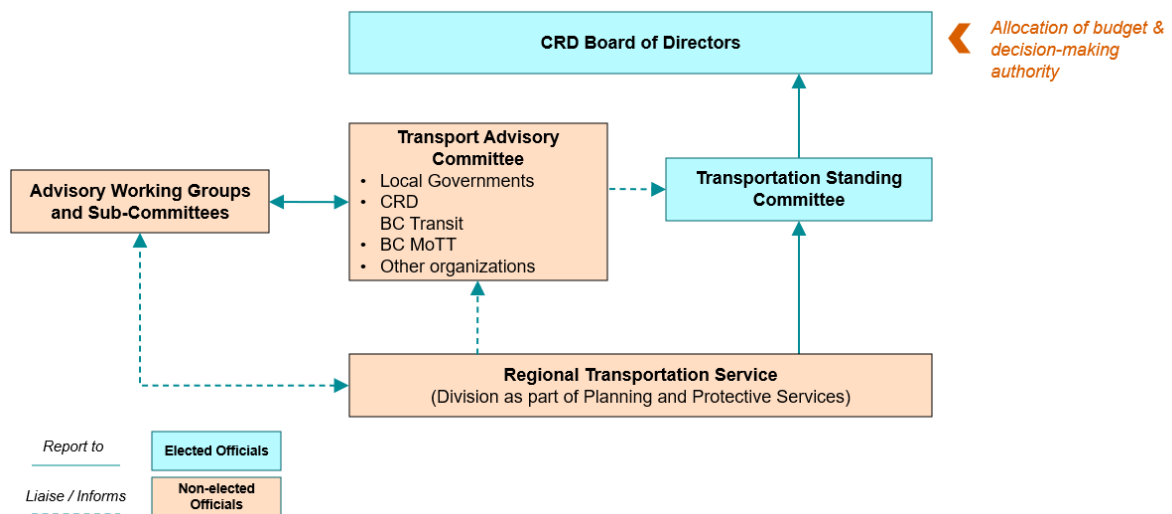 CRD Board of Directors
Allocation of budget &
decision-making
authority
Transport Advisory
Committee
• Local Governments
• CRD
BC Transit
• BC MoTT
• Other organizations
Advisory Working Groups
and Sub-Committees
Transportation Standing
Committee
Regional Transportation Service
(Division as part of Planning and Protective Services)
Report to
Elected Officials
Liaise / Informs
Non-elected
Officials